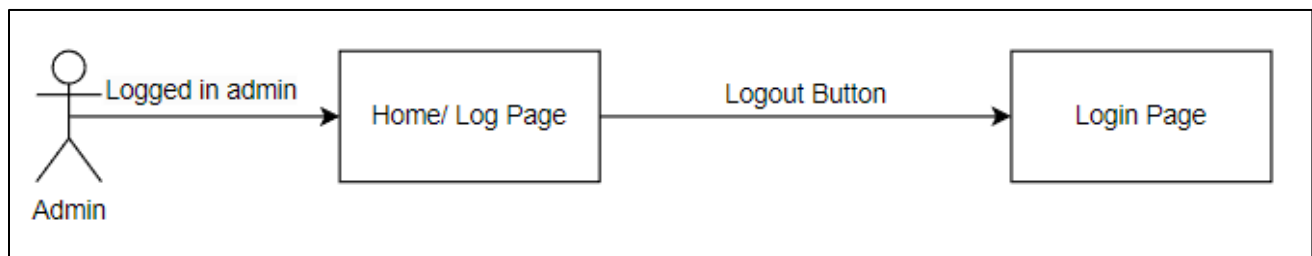 Logged in admin
Home/ Log Page
Logout Button
Login Page
Admin